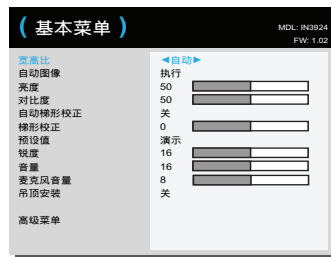 (基本菜单)
MDL: IN3924
FW: 1.02
宽高比 ◄自动►
自动图像 执行
亮度 50
对比度 50
自动梯形校正 关
梯形校正 0
预设值 演示
锐度 16
音量 16
麦克风音量 8
吊顶安装 关
高级菜单